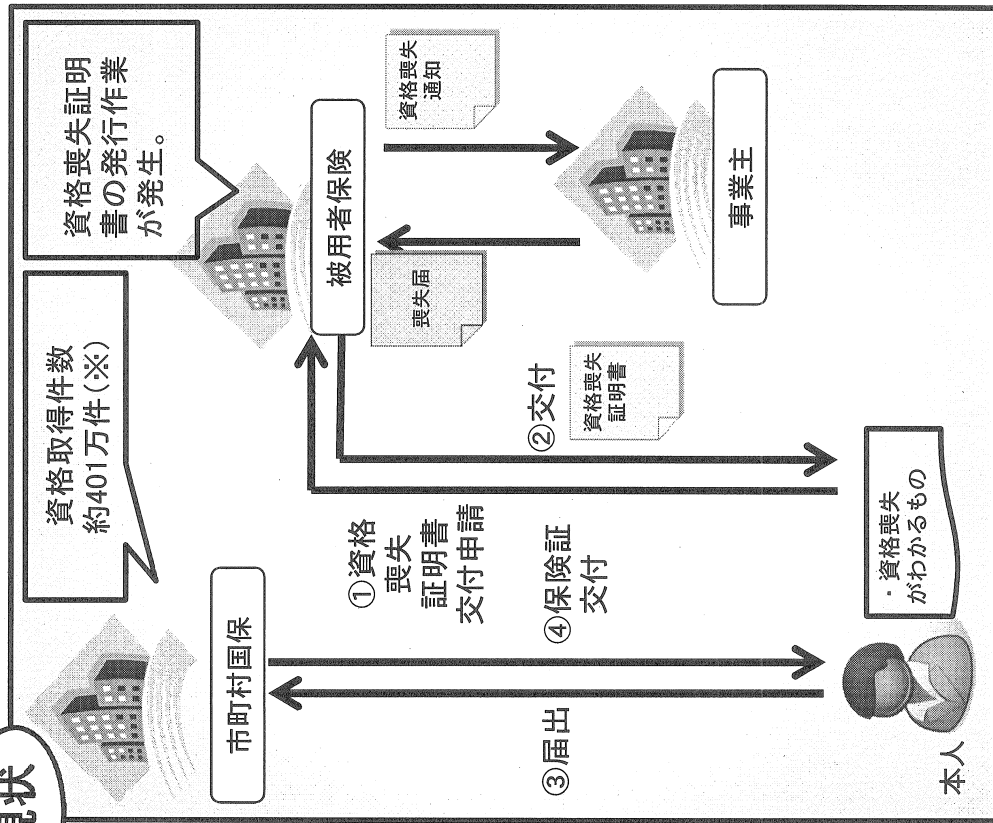 現状
資格取得件数
約401万件(※)
資格喪失証明
書の発行作業
が発生。
市町村国保
被用者保険
①資格
喪失
証明書
交付申請
②交付
資格喪失
証明書
喪失届
資格喪失
通知
事業主
③届出
④保険証
交付
本人
・資格喪失
がわかるもの